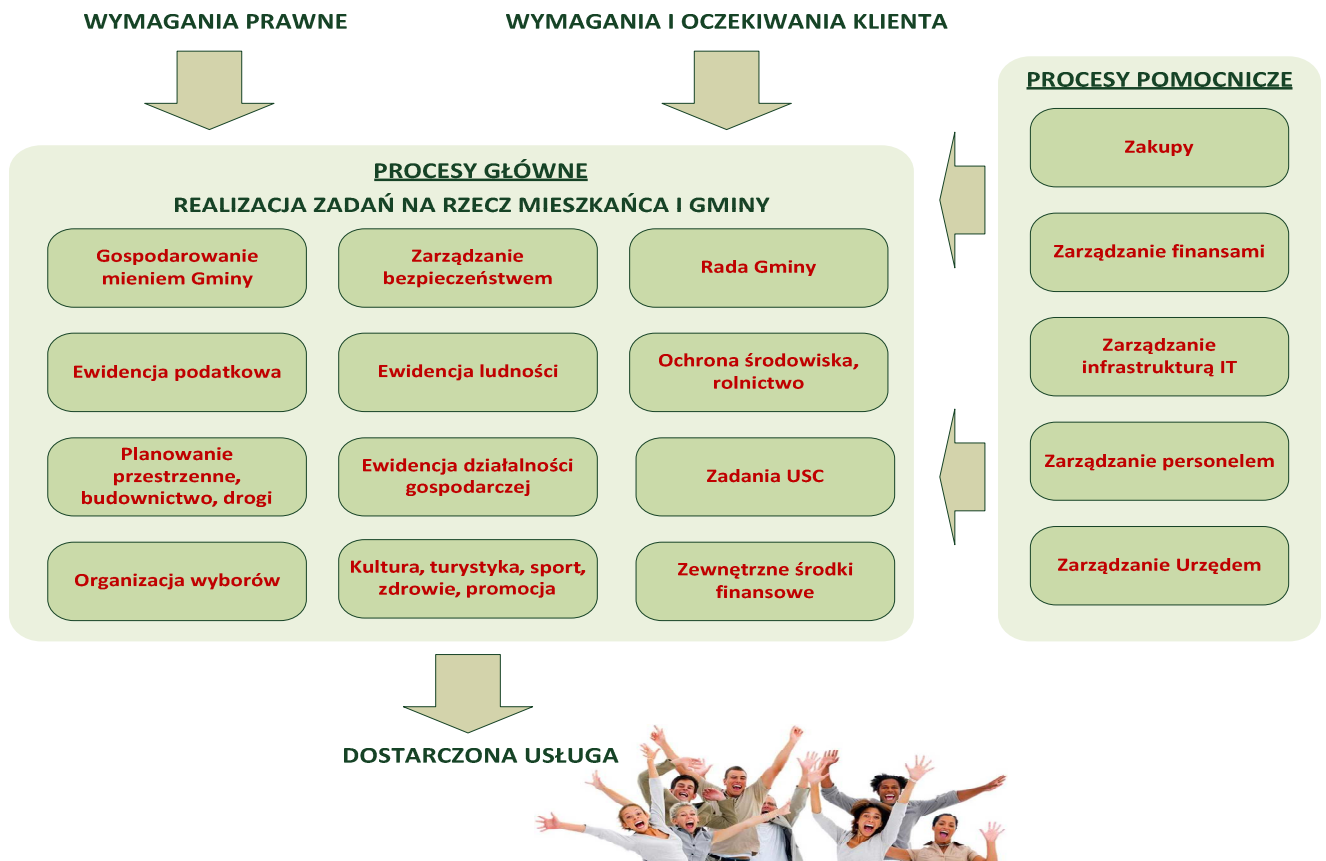 WYMAGANIA PRAWNE
WYMAGANIA I OCZEKIWANIA KLIENTA
PROCESY GŁÓWNE
REALIZACJA ZADAŃ NA RZECZ MIESZKAŃCA I GMINY
Gospodarowanie
mieniem Gminy
Zarządzanie
bezpieczeństwem
Rada Gminy
Ewidencja podatkowa
Ewidencja ludności
Ochrona środowiska,
rolnictwo
Planowanie
przestrzenne,
budownictwo, drogi
Ewidencja działalności
gospodarczej
Zadania USC
Organizacja wyborów
Kultura, turystyka, sport,
zdrowie, promocja
Zewnętrzne środki
finansowe
PROCESY POMOCNICZE
Zakupy
Zarządzanie finansami
Zarządzanie
infrastrukturą IT
Zarządzanie personelem
Zarządzanie Urzędem
DOSTARCZONA USŁUGA